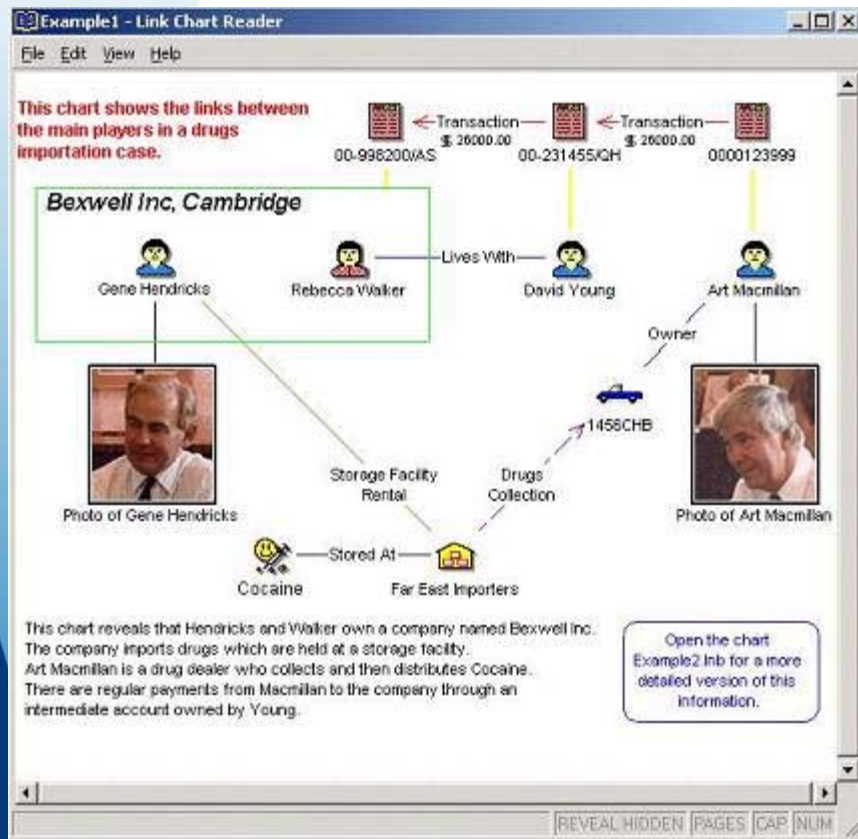 Example1 - Link Chart Reader
File Edit View Help
This chart shows the links between
the main players in a drugs
importation case.
Transaction
$ 26000.00
Transaction
$ 26000.00
00-998200/AS
00-231455/QH
0000123999
Bexwell Inc, Cambridge
Gene Hendricks
Rebecca Walker
Lives With
David Young
Art Macmillan
Owner
1456CHB
Photo of Gene Hendricks
Storage Facility
Rental
Drugs
Collection
Photo of Art Macmillan
Cocaine
Stored At
Far East Importers
This chart reveals that Hendricks and Walker own a company named Bexwell Inc.
The company imports drugs which are held at a storage facility.
Art Macmillan is a drug dealer who collects and then distributes Cocaine.
There are regular payments from Macmillan to the company through an
intermediate account owned by Young.
Open the chart
Example2.lnb for a more
detailed version of this
information.
REVEAL HIDDEN PAGES CAP NUM